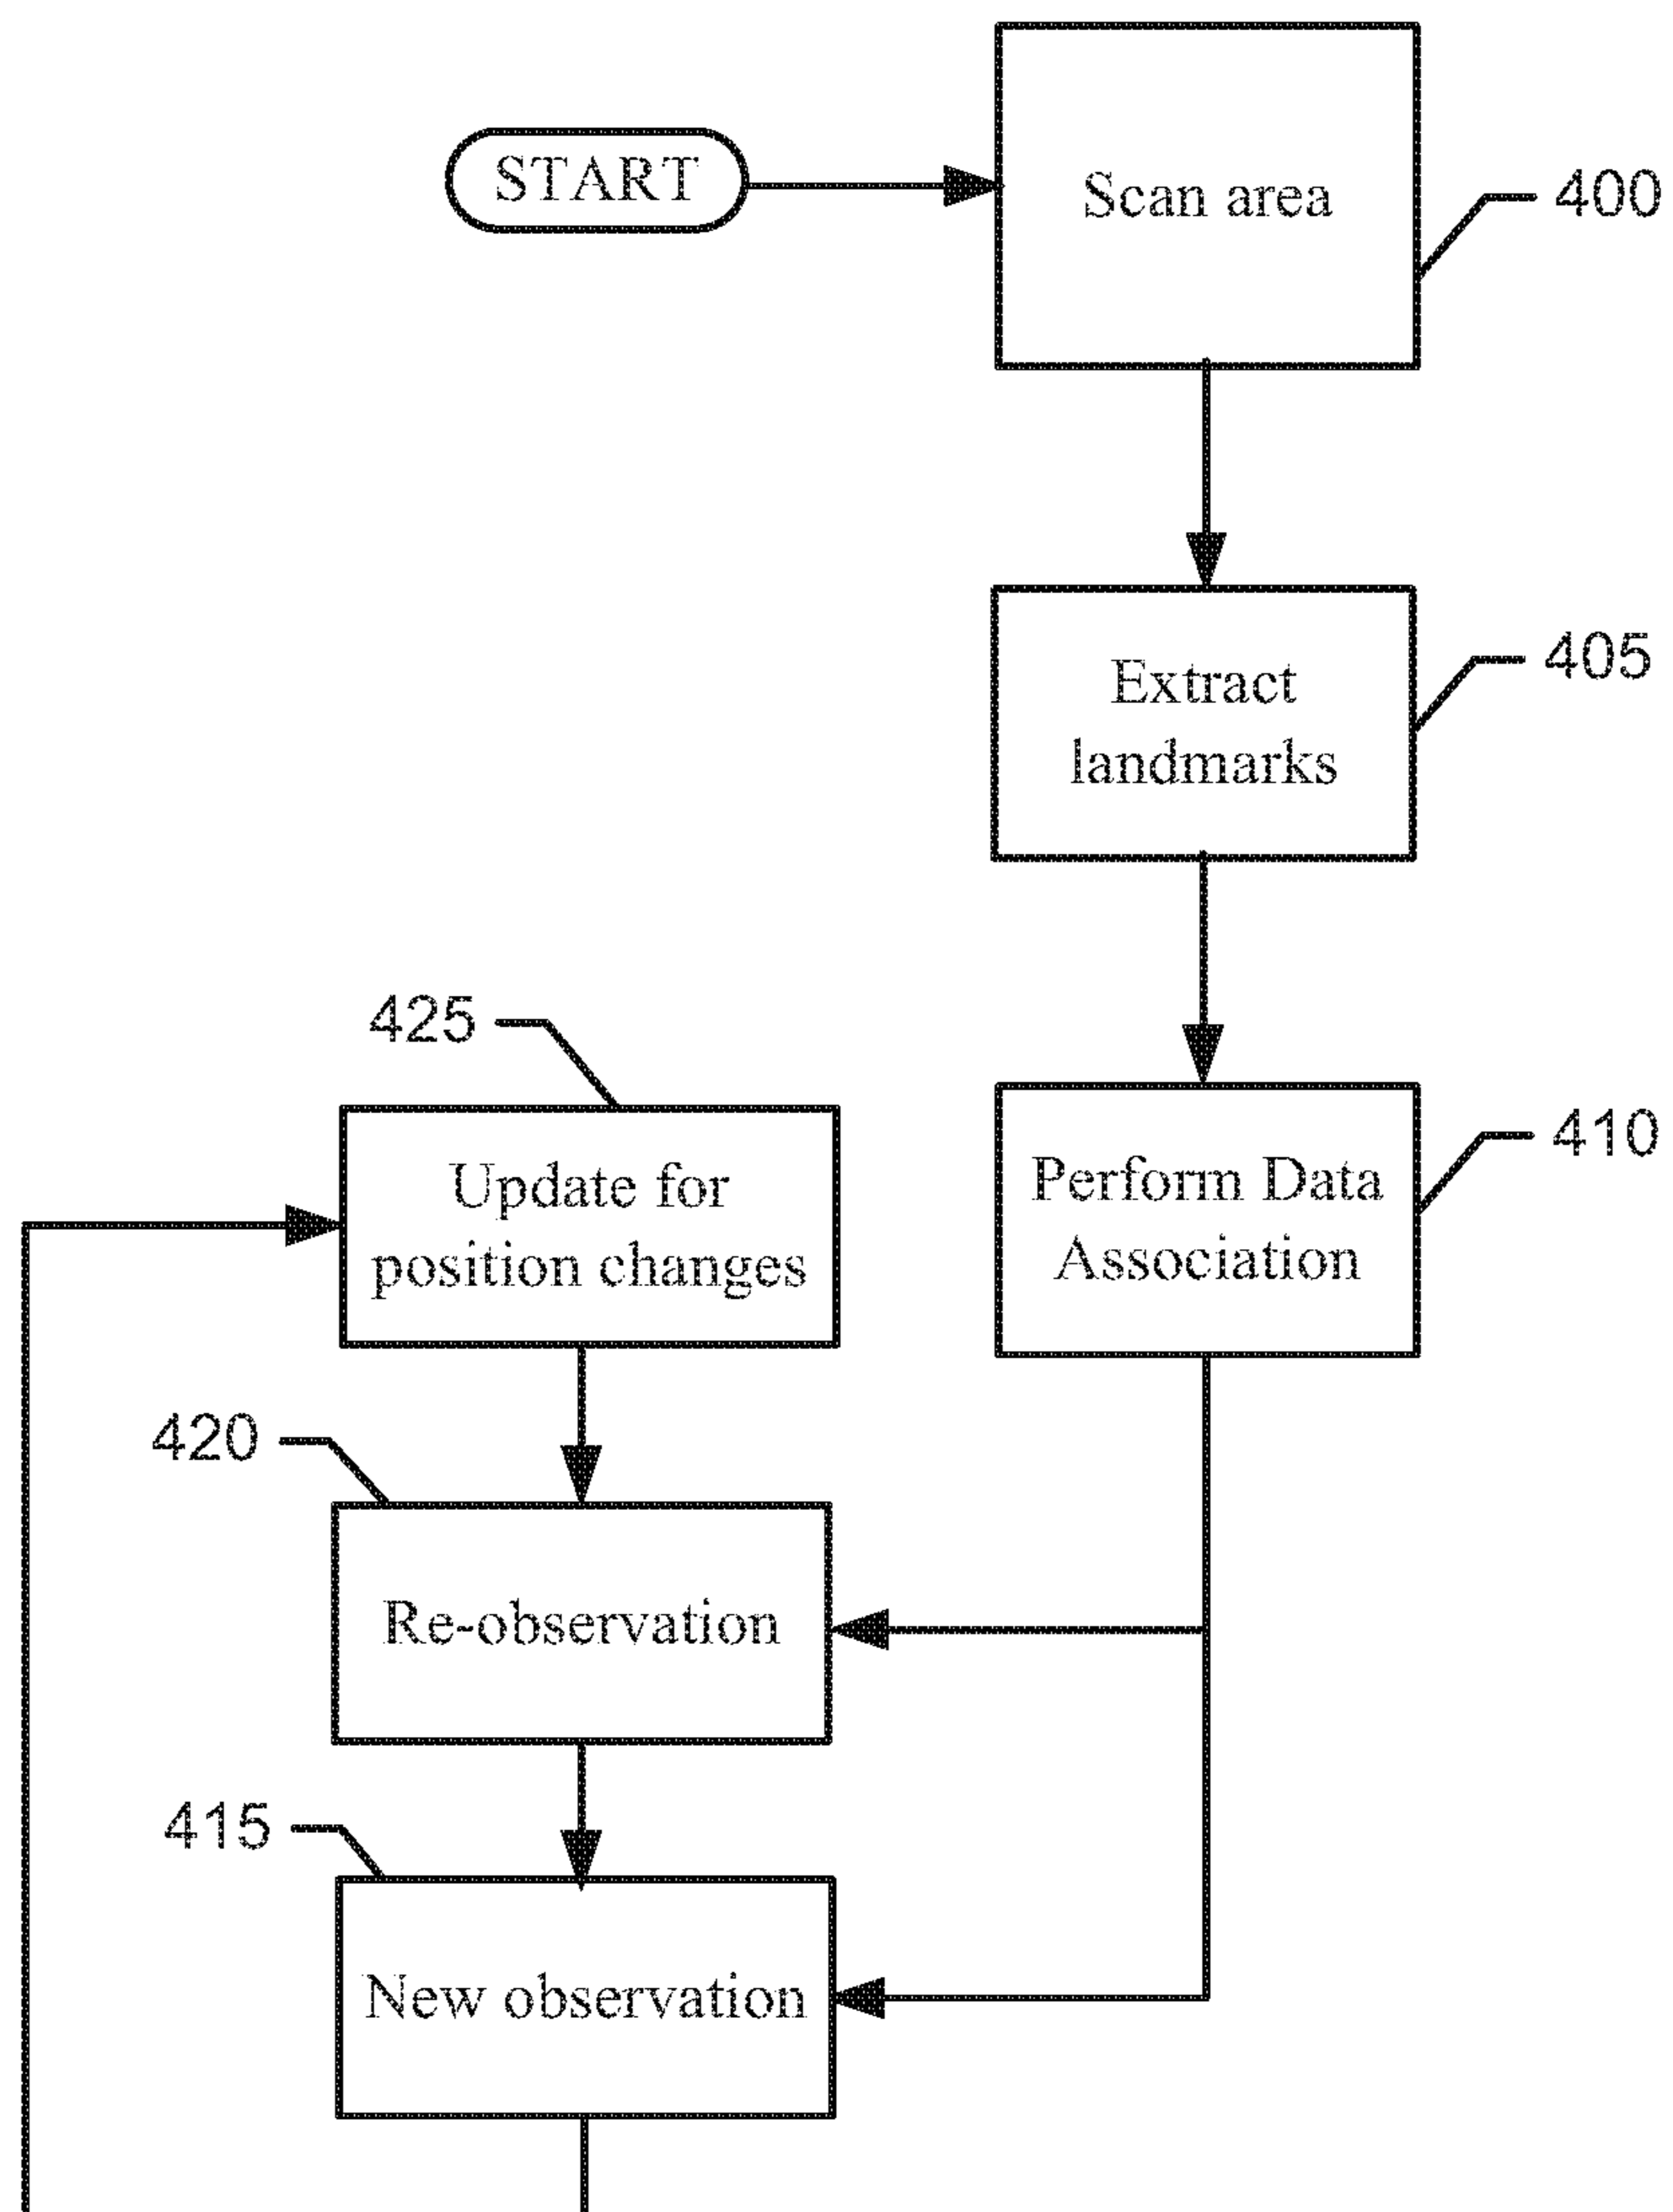 START
Scan area
400
Extract
landmarks
405
425
Update for
position changes
Perform Data
Association
410
420
Re-observation
415
New observation